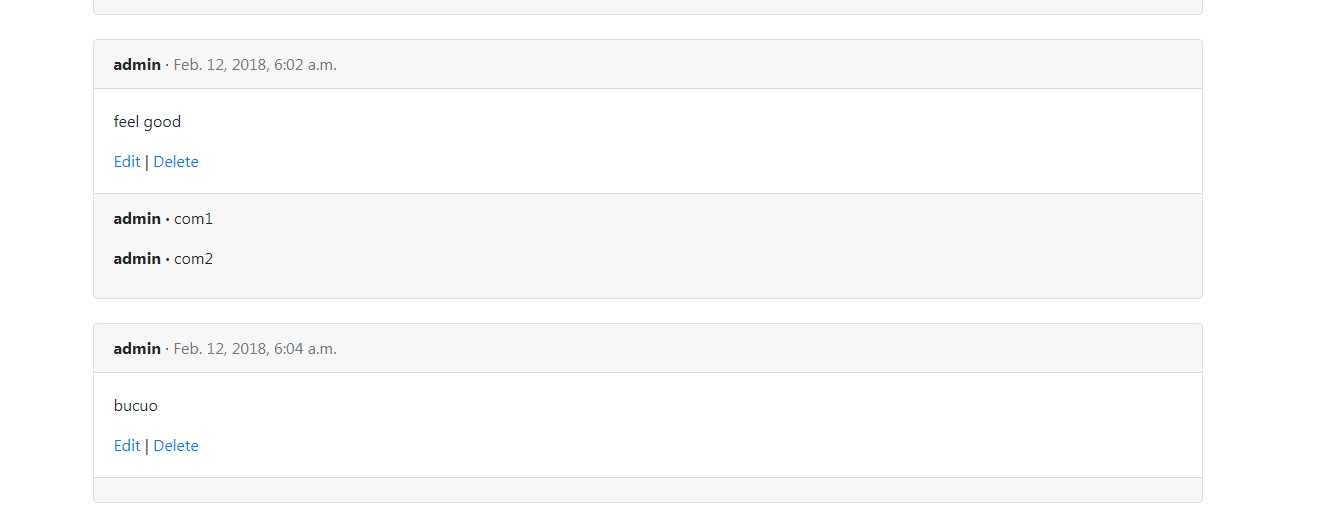 admin · Feb. 12, 2018, 6:02 a.m.
feel good
Edit | Delete
admin · com1
admin · com2
admin · Feb. 12, 2018, 6:04 a.m.
bucuo
Edit | Delete